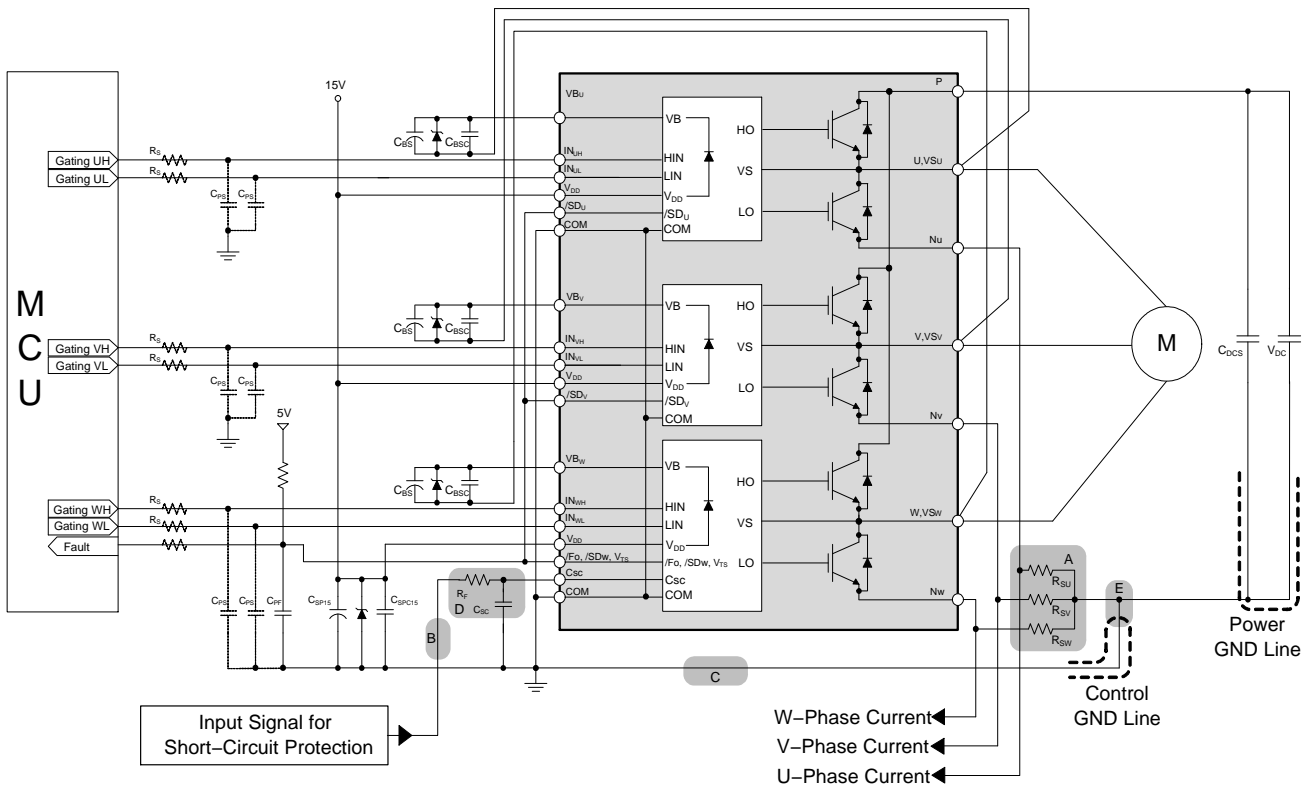 MCU
Gating UH
Gating UL
Gating VH
Gating VL
Gating WH
Gating WL
Fault
RS
RS
RS
RS
RS
RS
CPS
CPS
CPS
CPS
CPS
CPS
CPF
15V
5V
CSP15
CSPC15
CBS
CBSC
CBS
CBSC
CBS
CBSC
RF
D
CSC
B
C
VBU
INUH
INUL
VDD
/SDU
COM
VB
HIN
LIN
VDD
/SDU
COM
HO
VS
LO
P
U,VSU
Nu
VBV
INVH
INVL
VDD
/SDV
COM
VB
HIN
LIN
VDD
/SDV
COM
HO
VS
LO
V,VSV
Nv
VBW
INWH
INWL
VDD
/Fo, /SDw, VTS
Csc
COM
VB
HIN
LIN
VDD
/Fo, /SDw, VTS
Csc
COM
HO
VS
LO
W,VSW
Nw
M
CDCS
VDC
A
RSU
RSV
RSW
E
Power
GND Line
Control
GND Line
Input Signal for
Short–Circuit Protection
W–Phase Current
V–Phase Current
U–Phase Current